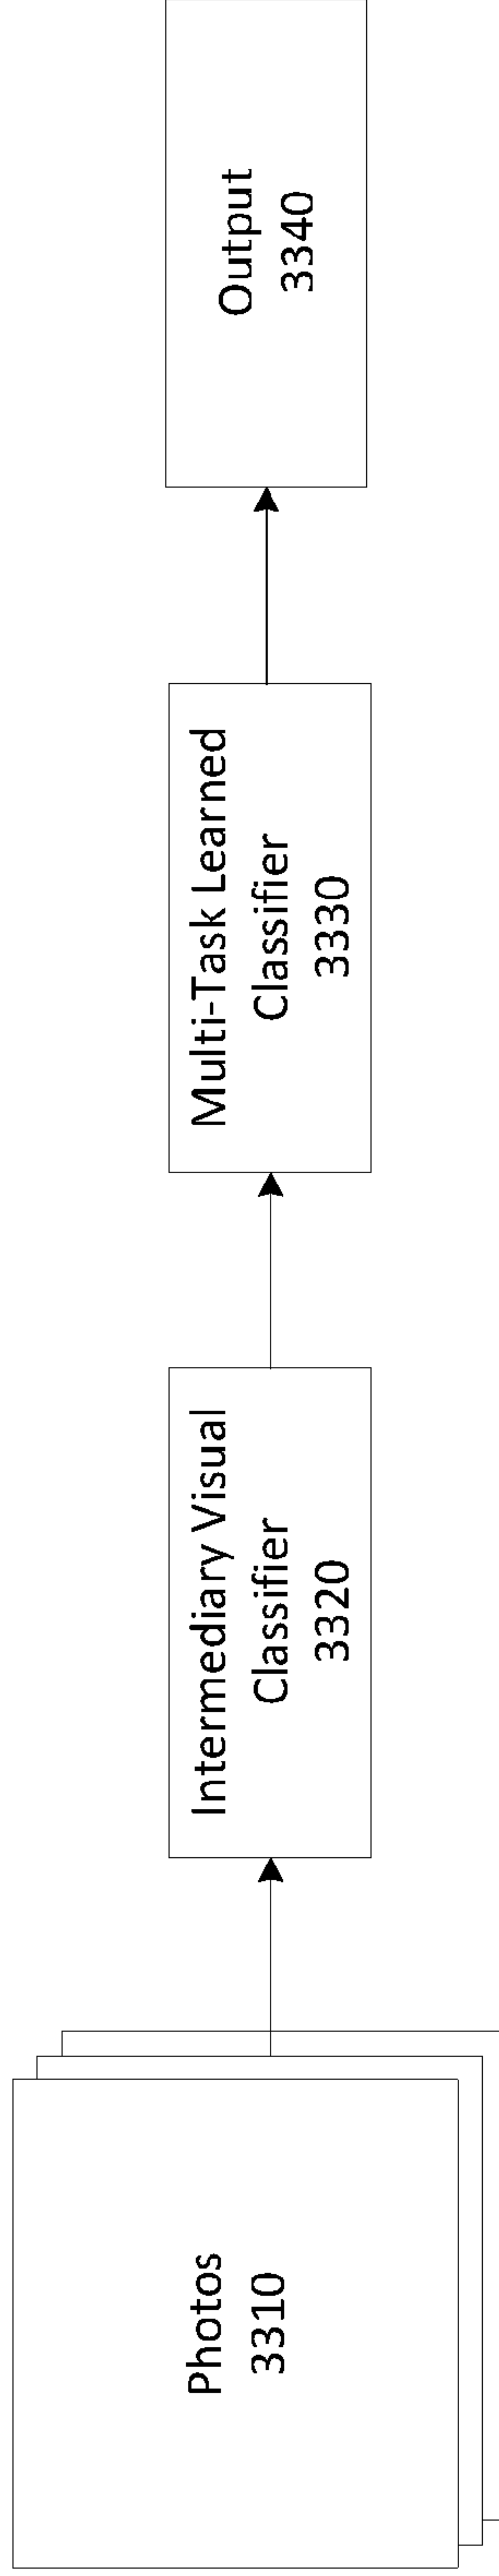 Photos
3310
Intermediary Visual
Classifier
3320
Multi-Task Learned
Classifier
3330
Output
3340